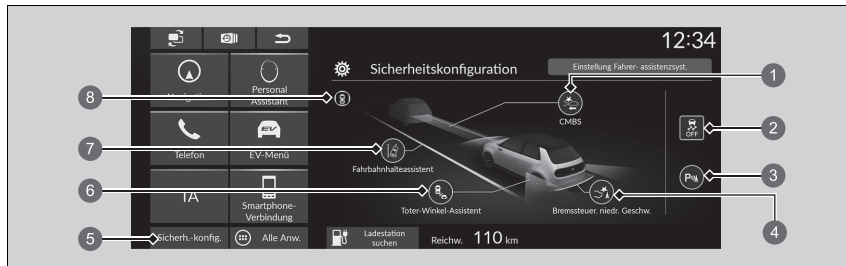 12:34
Sicherheitskonfiguration
Einstellung Fahrer- assistenzsyst.
1
8
Personal
Assistant
CMBS
OFF
2
EV
Telefon
EV-Menü
7
Fahrbahnhalteassistent
P
3
6
TA
Smartphone-
Verbindung
Toter-Winkel-Assistent
Bremssteuer. niedr. Geschw.
4
5
Sicherh.-konfig.
Alle Anw.
Ladestation
suchen
Reichw. 110 km